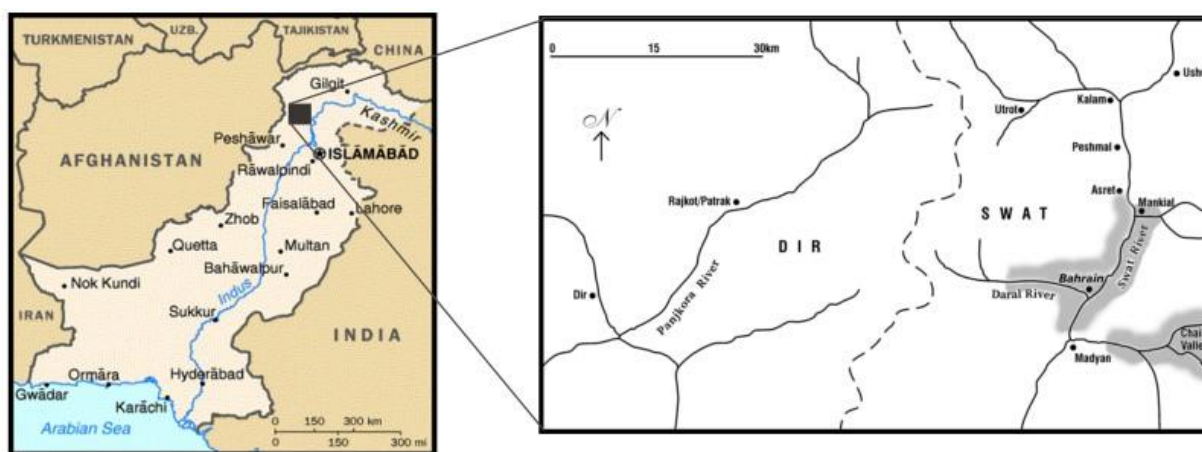 TURKMENISTAN
UZB.
TAJIKISTAN
CHINA
Gilgit
Kashmir
Peshāwar
ISLĀMĀBĀD
AFGHANISTAN
Rāwalpindi
Faisalābad
Lahore
Zhob
Quetta
Multan
Bahāwalpur
Nok Kundi
Indus
IRAN
Sukkur
INDIA
Ormāra
Hyderābad
Gwādar
Karāchi
Arabian Sea
0 150 300 km
0 150 300 mi
0 15 30km
N
Ushu
Utrot
Kalam
Peshmal
Asret
Mankial
Rajkot/Patrak
SWAT
DIR
Swat River
Bahrain
Daral River
Dir
Panjkora River
Madyan
Chail
Valley